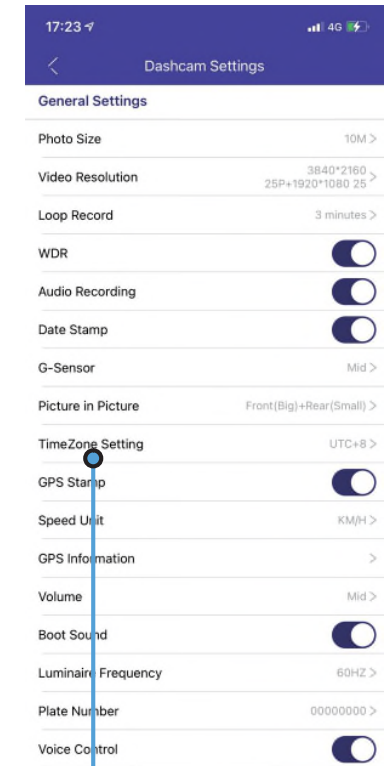 17:23 4G
Dashcam Settings
General Settings
Photo Size 10M >
Video Resolution 3840*2160
25P+1920*1080 25 >
Loop Record 3 minutes >
WDR
Audio Recording
Date Stamp
G-Sensor Mid >
Picture in Picture Front(Big)+Rear(Small) >
TimeZone Setting UTC+8 >
GPS Stamp
Speed Unit KM/H >
GPS Information >
Volume Mid >
Boot Sound
Luminaire Frequency 60HZ >
Plate Number 00000000 >
Voice Control